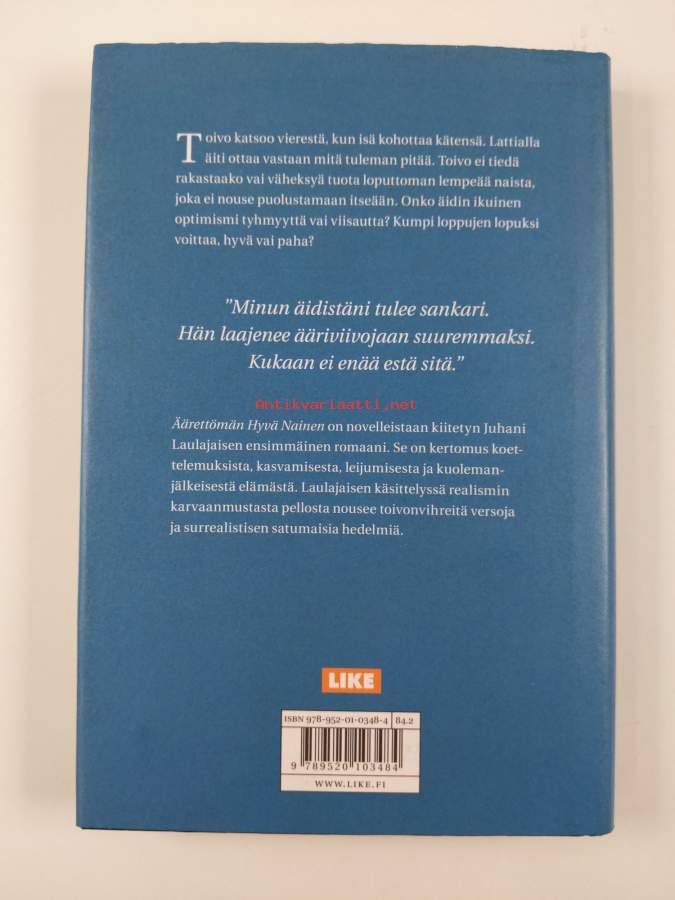 Toivo katsoo vierestä, kun isä kohottaa kätensä. Lattialla
äiti ottaa vastaan mitä tuleman pitää. Toivo ei tiedä
rakastaako vai väheksyä tuota loputtoman lempeää naista,
joka ei nouse puolustamaan itseään. Onko äidin ikuinen
optimismi tyhmyyttä vai viisautta? Kumpi loppujen lopuksi
voittaa, hyvä vai paha?
”Minun äidistäni tulee sankari.
Hän laajenee ääriviivojaan suuremmaksi.
Kukaan ei enää estä sitä.”
Antikvariaatti.net
Äärettömän Hyvä Nainen on novelleistaan kiitetyn Juhani
Laulajaisen ensimmäinen romaani. Se on kertomus koet-
telemuksista, kasvamisesta, leijumisesta ja kuoleman-
jälkeisestä elämästä. Laulajaisen käsittelyssä realismin
karvaanmustasta pellosta nousee toivonvihreitä versoja
ja surrealistisen satumaisia hedelmiä.
LIKE
ISBN 978-952-01-0348-4 84.2
9 789520 103484
WWW.LIKE.FI